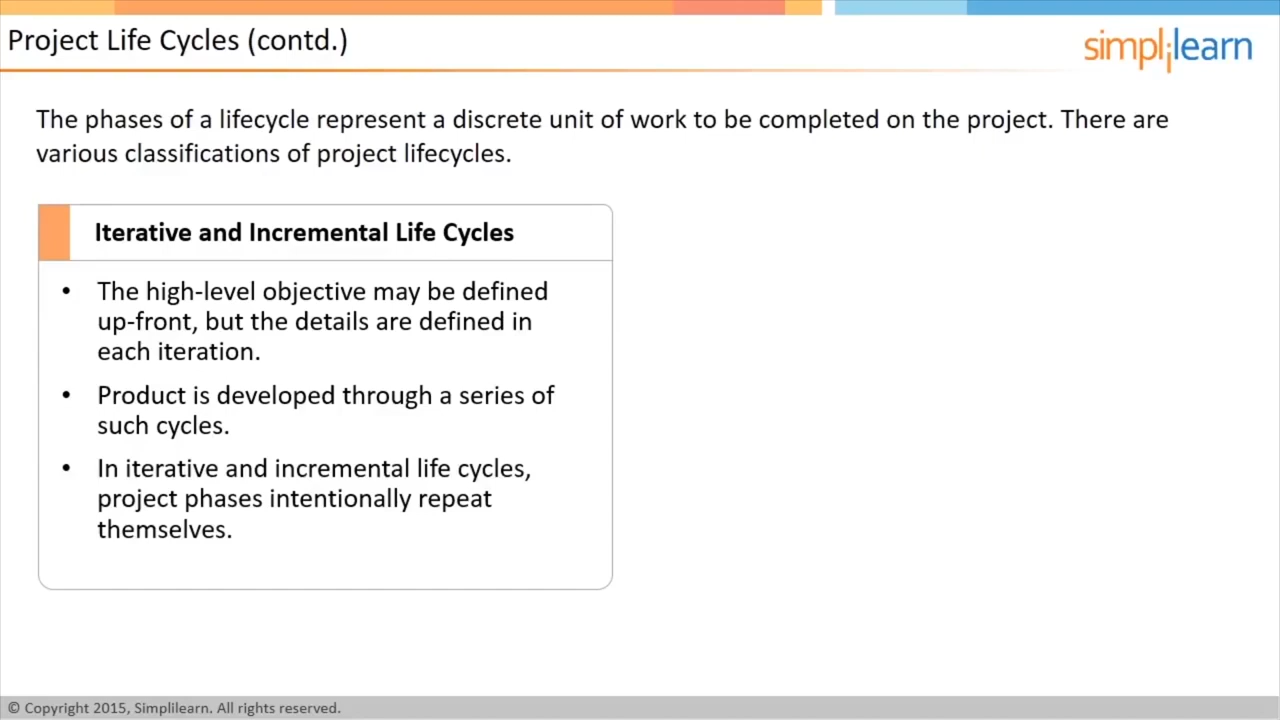 Project Life Cycles (contd.)
simplilearn
The phases of a lifecycle represent a discrete unit of work to be completed on the project. There are
various classifications of project lifecycles.
Iterative and Incremental Life Cycles
• The high-level objective may be defined
up-front, but the details are defined in
each iteration.
• Product is developed through a series of
such cycles.
• In iterative and incremental life cycles,
project phases intentionally repeat
themselves.
© Copyright 2015, Simplilearn. All rights reserved.